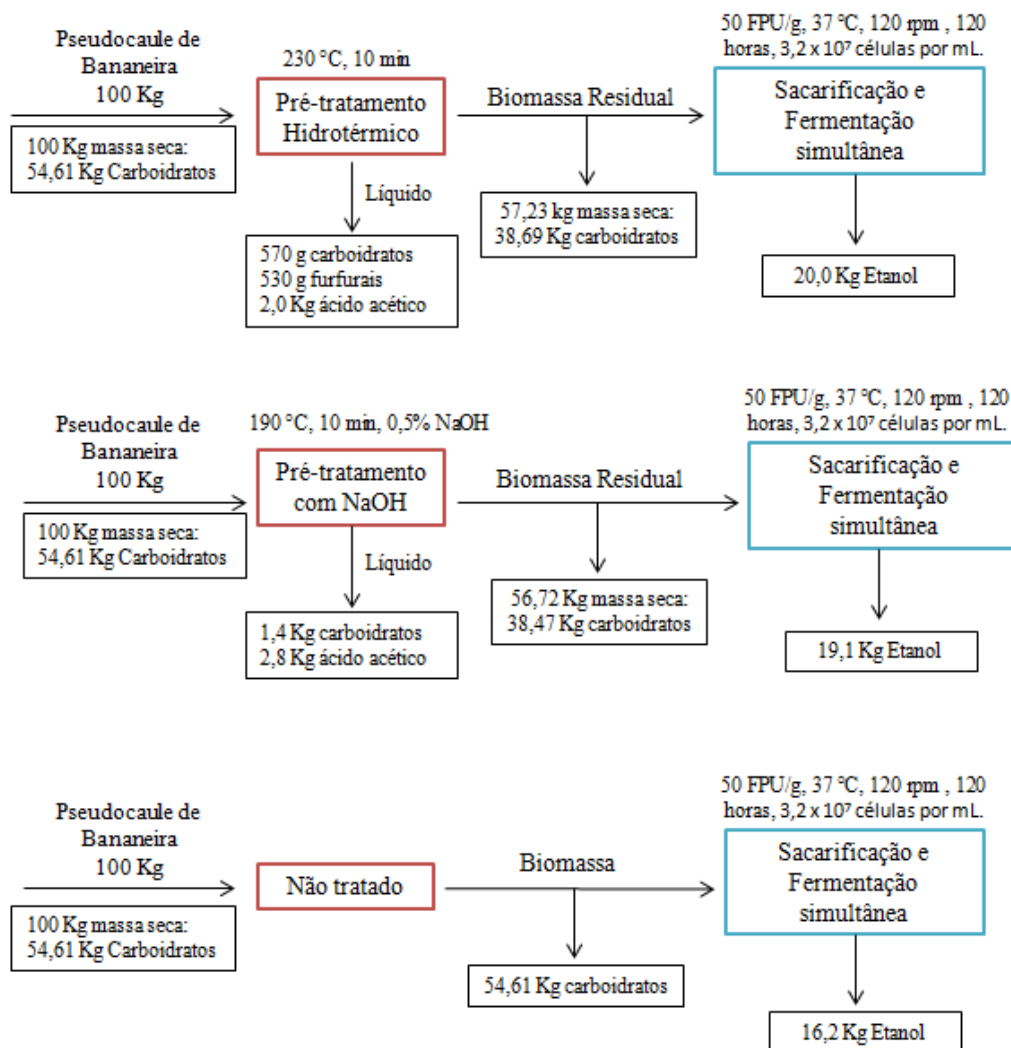 50 FPU/g, 37 °C, 120 rpm , 120
horas, 3,2 x 10⁷ células por mL.
Pseudocaule de
Bananeira
100 Kg
230 °C, 10 min
100 Kg massa seca:
54,61 Kg Carboidratos
Pré-tratamento
Hidrotérmico
Biomassa Residual
Sacarificação e
Fermentação
simultânea
Líquido
570 g carboidratos
530 g furfurais
2,0 Kg ácido acético
57,23 kg massa seca:
38,69 Kg carboidratos
20,0 Kg Etanol
50 FPU/g, 37 °C, 120 rpm , 120
horas, 3,2 x 10⁷ células por mL.
Pseudocaule de
Bananeira
100 Kg
190 °C, 10 min, 0,5% NaOH
100 Kg massa seca:
54,61 Kg Carboidratos
Pré-tratamento
com NaOH
Biomassa Residual
Sacarificação e
Fermentação
simultânea
Líquido
1,4 Kg carboidratos
2,8 Kg ácido acético
56,72 Kg massa seca:
38,47 Kg carboidratos
19,1 Kg Etanol
50 FPU/g, 37 °C, 120 rpm , 120
horas, 3,2 x 10⁷ células por mL.
Pseudocaule de
Bananeira
100 Kg
100 Kg massa seca:
54,61 Kg Carboidratos
Não tratado
Biomassa
Sacarificação e
Fermentação
simultânea
54,61 Kg carboidratos
16,2 Kg Etanol